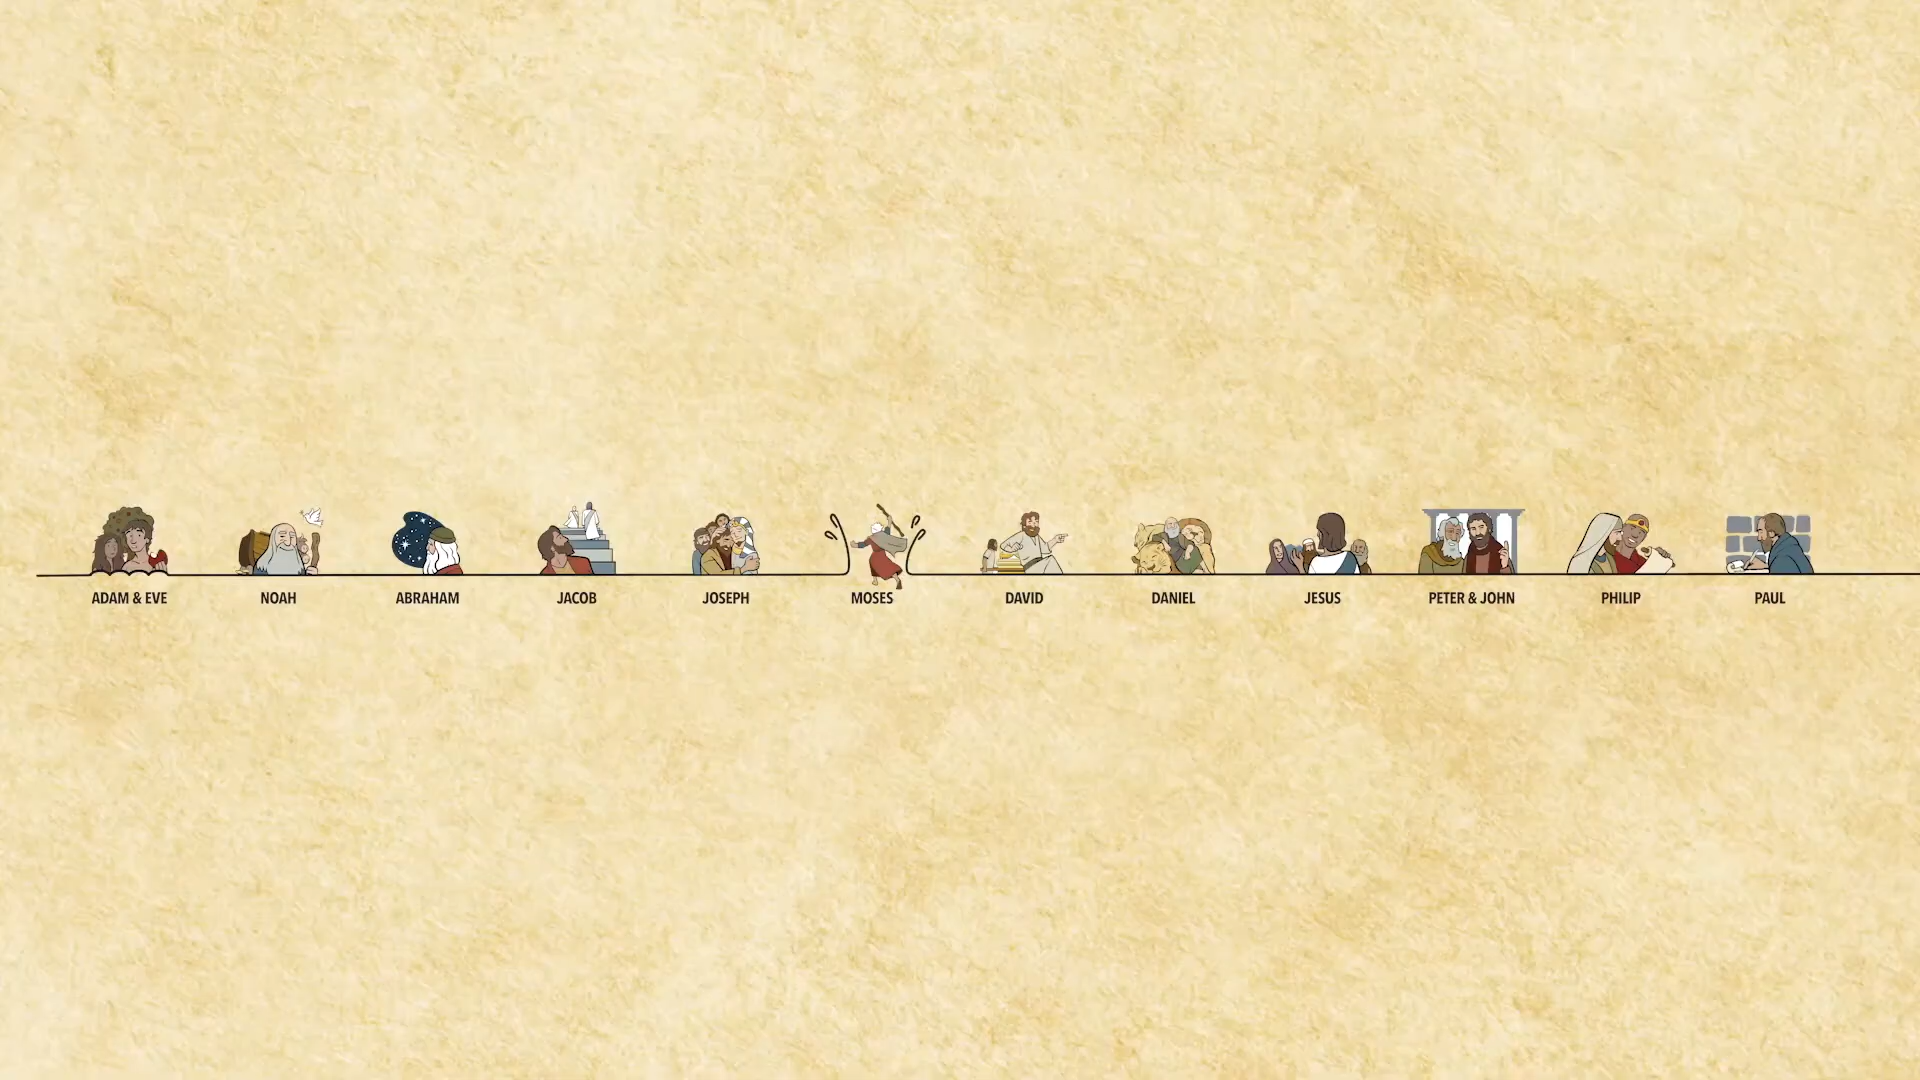 ADAM & EVE
NOAH
ABRAHAM
JACOB
JOSEPH
MOSES
DAVID
DANIEL
JESUS
PETER & JOHN
PHILIP
PAUL